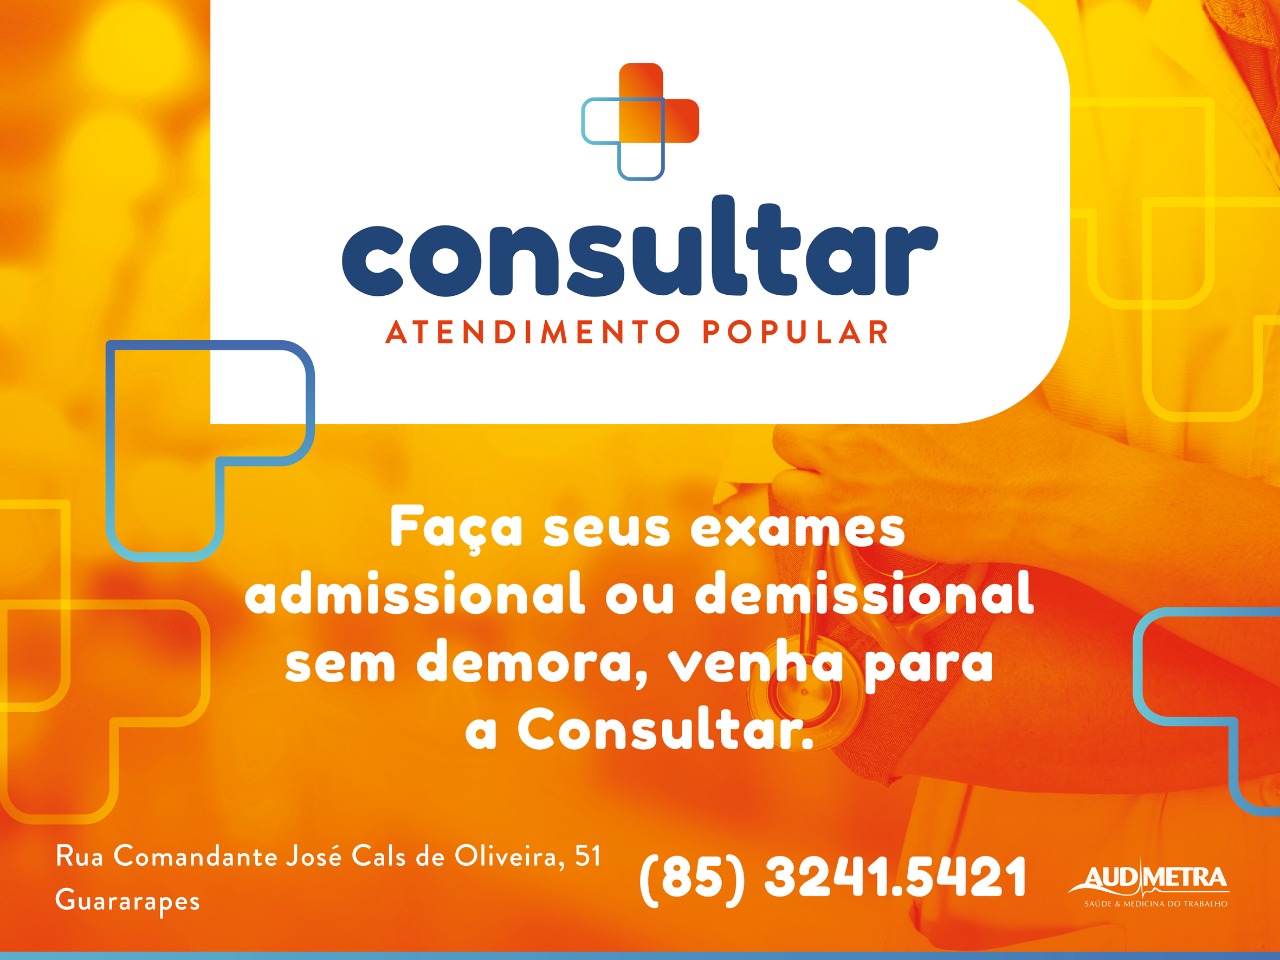 consultar
ATENDIMENTO POPULAR
Faça seus exames
admissional ou demissional
sem demora, venha para
a Consultar.
Rua Comandante José Cals de Oliveira, 51
Guararapes
(85) 3241.5421
AUDIMETRA
SAÚDE & MEDICINA DO TRABALHO